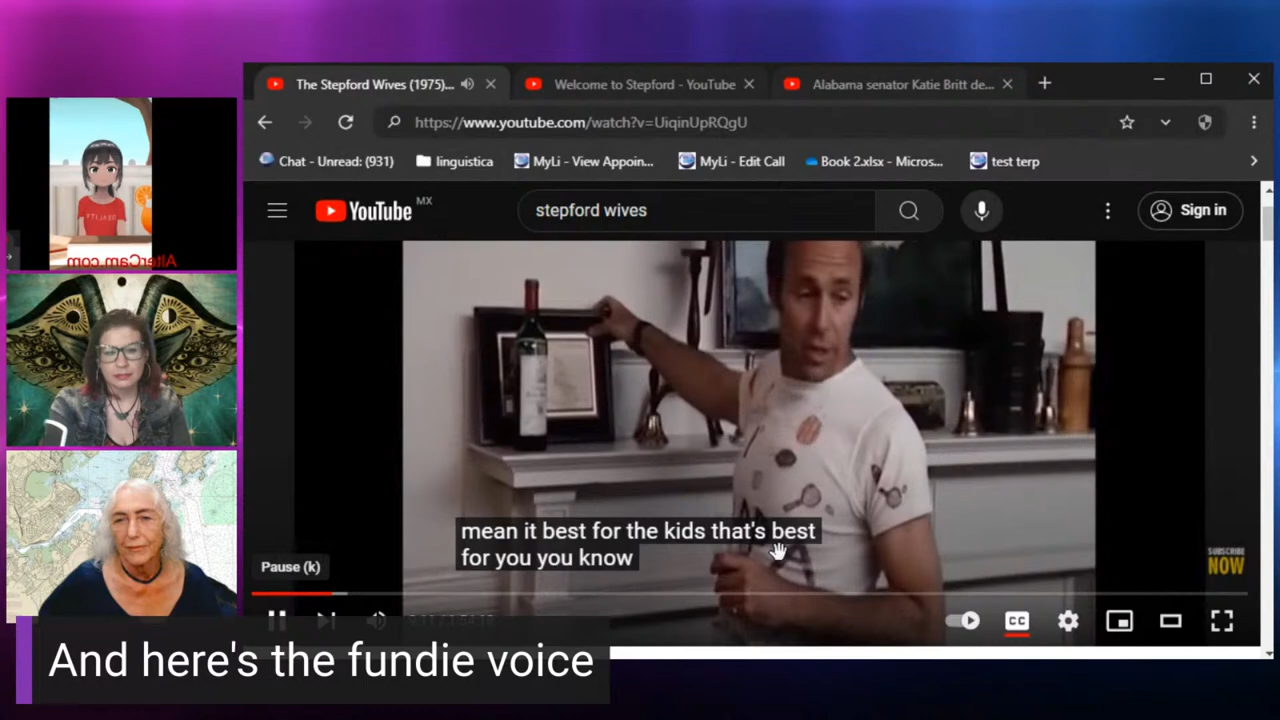 The Stepford Wives (1975)...
Welcome to Stepford - YouTube
Alabama senator Katie Britt de...
https://www.youtube.com/watch?v=UiqinUpRQgU
Chat - Unread: (931)
linguistica
MyLi - View Appoin...
MyLi - Edit Call
Book 2.xlsx - Micros...
test terp
YouTube MX
stepford wives
Sign in
REALITY
AlterCam.com
mean it best for the kids that's best
for you you know
Pause (k)
SUBSCRIBE
NOW
CC
And here's the fundie voice